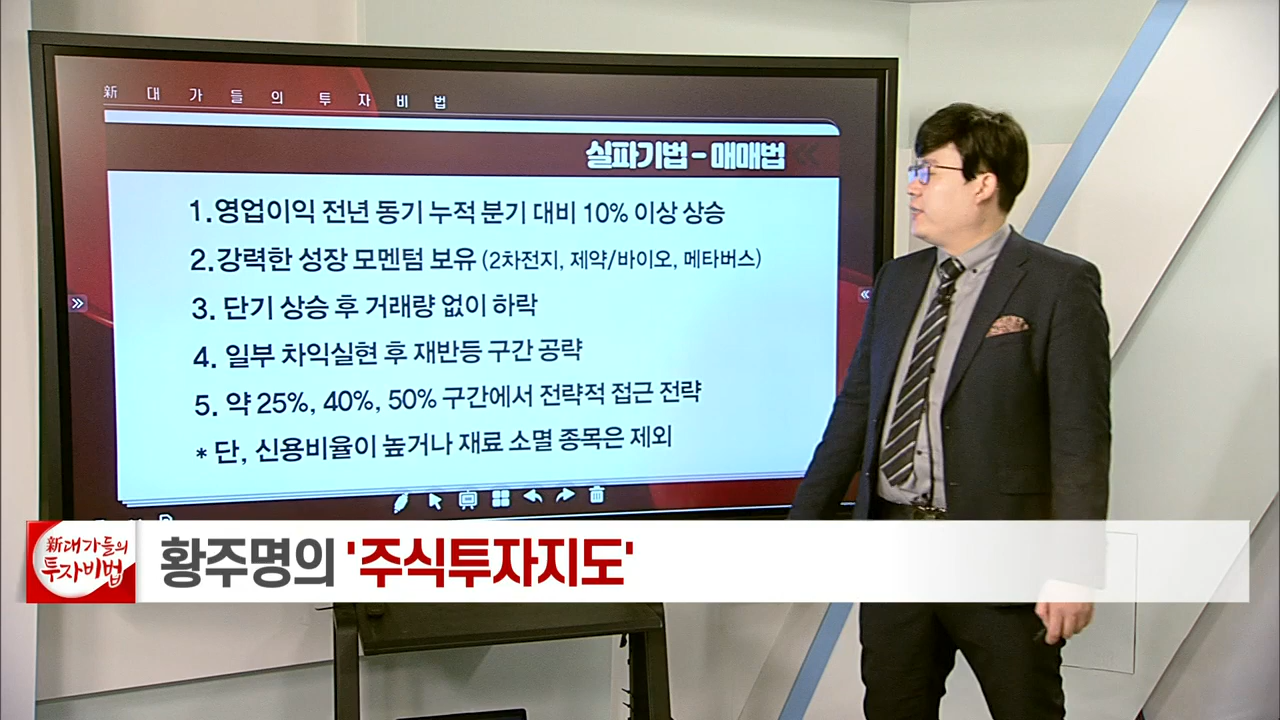 新 대 가 들 의 투 자 비 법
실파기법 - 매매법
1. 영업이익 전년 동기 누적 분기 대비 10% 이상 상승
2. 강력한 성장 모멘텀 보유 (2차전지, 제약/바이오, 메타버스)
3. 단기 상승 후 거래량 없이 하락
4. 일부 차익실현 후 재반등 구간 공략
5. 약 25%, 40%, 50% 구간에서 전략적 접근 전략
* 단, 신용비율이 높거나 재료 소멸 종목은 제외
新대가들의
투자비법
황주명의 '주식투자지도'